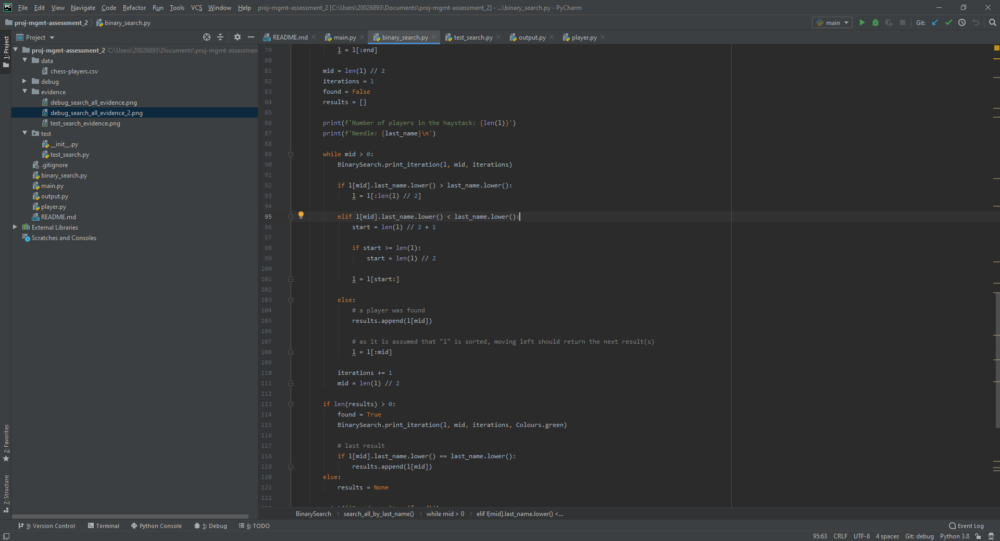 PC File Edit View Navigate Code Refactor Run Tools VCS Window Help proj-mgmt-assessment_2 [C:\Users\20026893\Documents\proj-mgmt-assessment_2] - ...\binary_search.py - PyCharm
proj-mgmt-assessment_2 binary_search.py main Git:
Project README.md main.py binary_search.py test_search.py output.py player.py
1: Project
proj-mgmt-assessment_2 C:\Users\20026893\Documents\proj-mgmt-assessmen
data
chess-players.csv
debug
evidence
debug_search_all_evidence.png
debug_search_all_evidence_2.png
test_search_evidence.png
test
__init__.py
test_search.py
.gitignore
binary_search.py
main.py
output.py
player.py
README.md
External Libraries
Scratches and Consoles
2: Favorites
7: Structure
79 l = l[:end]
80
81 mid = len(l) // 2
82 iterations = 1
83 found = False
84 results = []
85
86 print(f'Number of players in the haystack: {len(l)}')
87 print(f'Needle: {last_name}\n')
88
89 while mid > 0:
90 BinarySearch.print_iteration(l, mid, iterations)
91
92 if l[mid].last_name.lower() > last_name.lower():
93 l = l[:len(l) // 2]
94
95 elif l[mid].last_name.lower() < last_name.lower():
96 start = len(l) // 2 + 1
97
98 if start >= len(l):
99 start = len(l) // 2
100
101 l = l[start:]
102
103 else:
104 # a player was found
105 results.append(l[mid])
106
107 # as it is assumed that "l" is sorted, moving left should return the next result(s)
108 l = l[:mid]
109
110 iterations += 1
111 mid = len(l) // 2
112
113 if len(results) > 0:
114 found = True
115 BinarySearch.print_iteration(l, mid, iterations, Colours.green)
116
117 # last result
118 if l[mid].last_name.lower() == last_name.lower():
119 results.append(l[mid])
120 else:
121 results = None
122
BinarySearch search_all_by_last_name() while mid > 0 elif l[mid].last_name.lower() <...
9: Version Control Terminal Python Console 5: Debug 6: TODO Event Log
95:63 CRLF UTF-8 4 spaces Git: debug Python 3.8